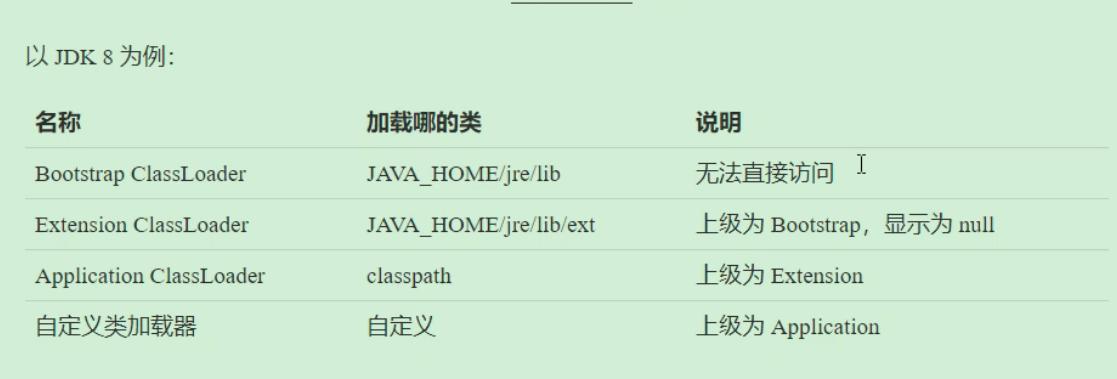 以 JDK 8 为例：
名称 加载哪的类 说明
Bootstrap ClassLoader JAVA_HOME/jre/lib 无法直接访问
Extension ClassLoader JAVA_HOME/jre/lib/ext 上级为 Bootstrap，显示为 null
Application ClassLoader classpath 上级为 Extension
自定义类加载器 自定义 上级为 Application